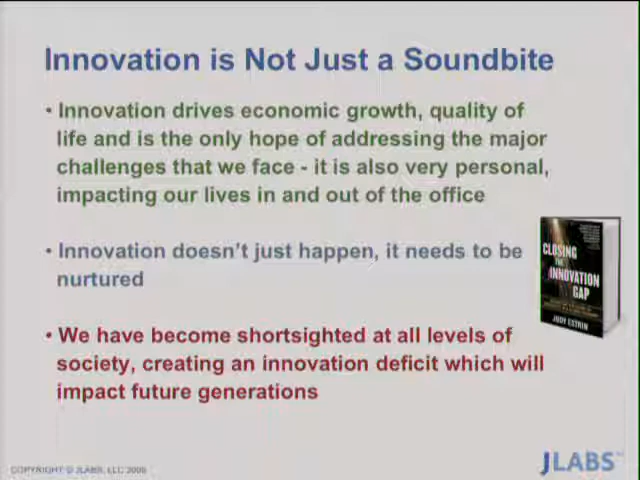 Innovation is Not Just a Soundbite
• Innovation drives economic growth, quality of
life and is the only hope of addressing the major
challenges that we face - it is also very personal,
impacting our lives in and out of the office
• Innovation doesn't just happen, it needs to be
nurtured
• We have become shortsighted at all levels of
society, creating an innovation deficit which will
impact future generations
CLOSING
THE
INNOVATION
GAP
JUDY ESTRIN
COPYRIGHT © JLABS, LLC
JLABS™